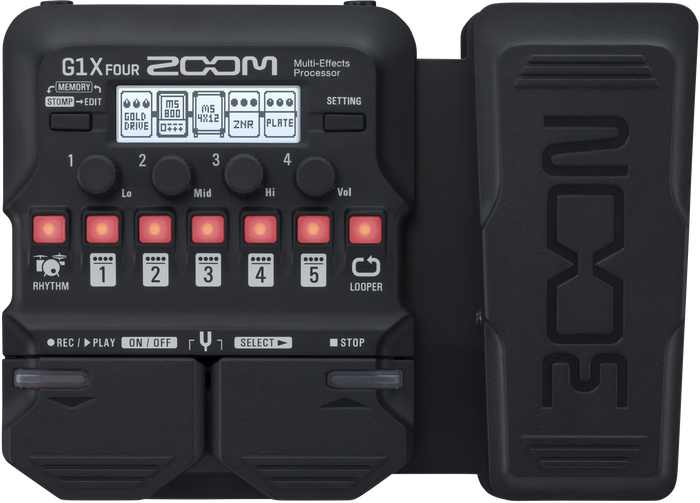 G1X FOUR ZOOM Multi-Effects
Processor
MEMORY
STOMP → EDIT
SETTING
GOLD DRIVE
MS 800
MS 4X12
ZNR
PLATE
1 2 3 4
Lo Mid Hi Vol
1 2 3 4 5
RHYTHM LOOPER
●REC / ▶PLAY ON / OFF SELECT ▶ ■STOP
ZOOM